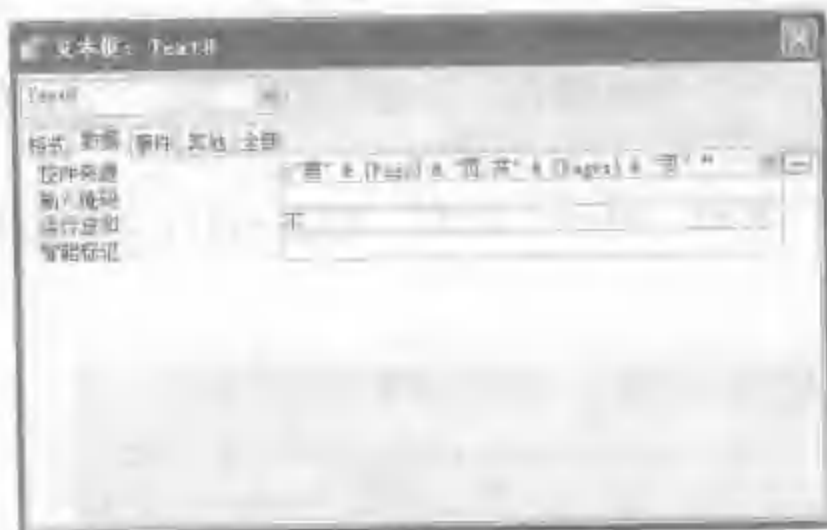 文本框: Text8
Text8
格式 数据 事件 其他 全部
控件来源 "第" & [Page] & "页,共" & [Pages] & "页"
输入掩码
运行总和 不
智能标记